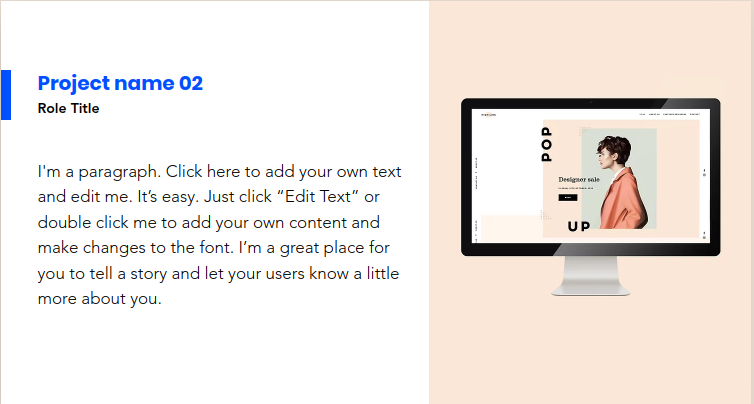 Project name 02
Role Title
I'm a paragraph. Click here to add your own text
and edit me. It’s easy. Just click “Edit Text” or
double click me to add your own content and
make changes to the font. I’m a great place for
you to tell a story and let your users know a little
more about you.
POP
Designer sale
UP